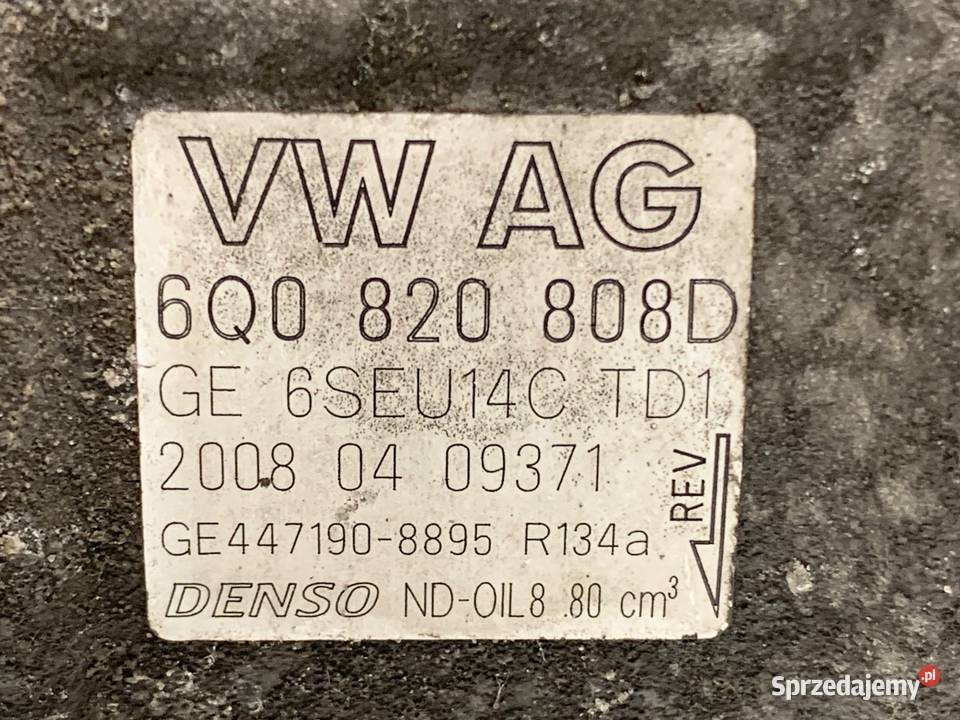 VW AG
6Q0 820 808D
GE 6SEU14C TD1
2008 04 09371
REV
GE447190-8895 R134a
DENSO ND-OIL8 .80 cm³
Sprzedajemy.pl